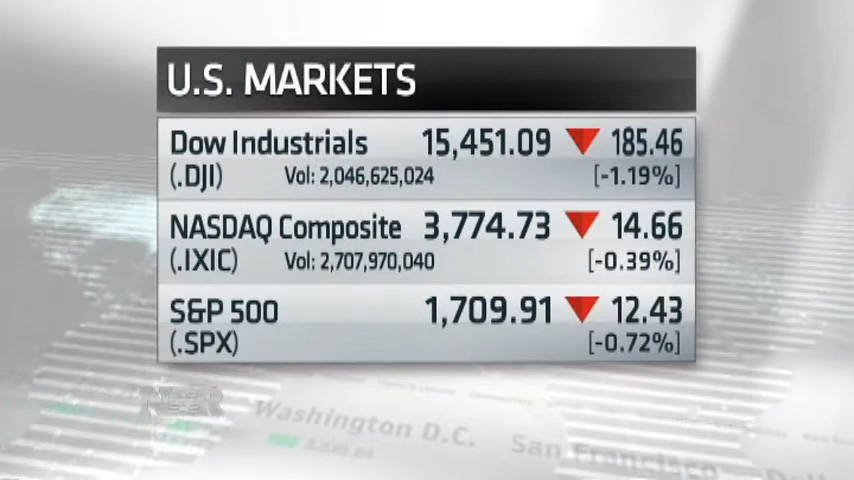 U.S. MARKETS
Dow Industrials 15,451.09 185.46
(.DJI) Vol: 2,046,625,024 [-1.19%]
NASDAQ Composite 3,774.73 14.66
(.IXIC) Vol: 2,707,970,040 [-0.39%]
S&P 500 1,709.91 12.43
(.SPX) [-0.72%]
Washington D.C.
San Francisco